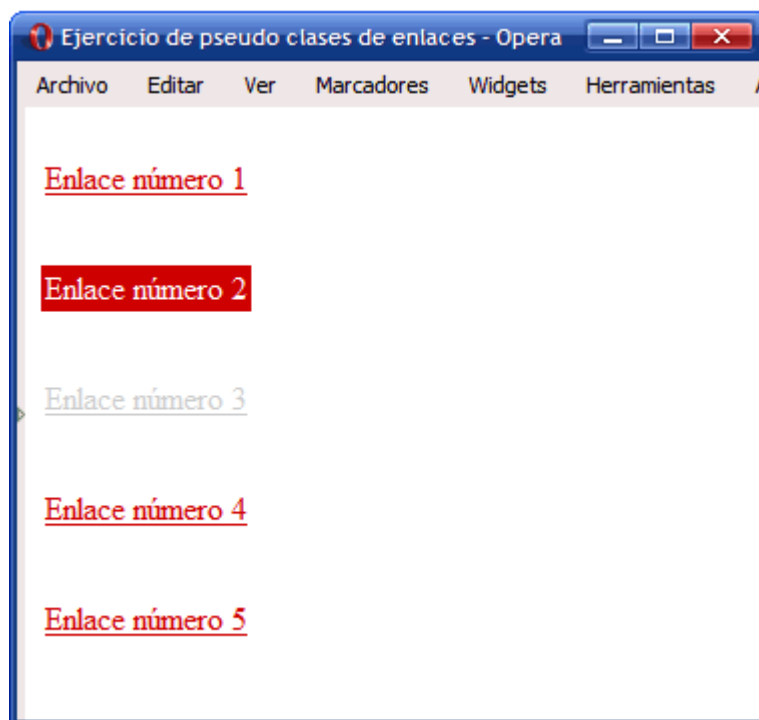 Ejercicio de pseudo clases de enlaces - Opera
Archivo Editar Ver Marcadores Widgets Herramientas
Enlace número 1
Enlace número 2
Enlace número 3
Enlace número 4
Enlace número 5